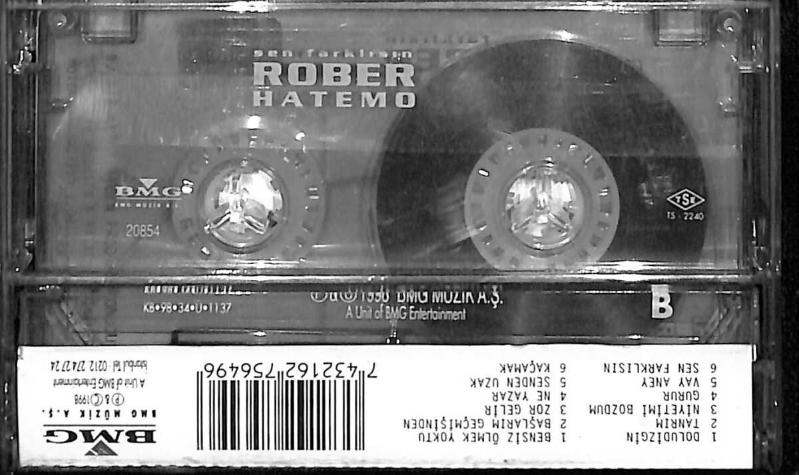 sen farklısın
ROBER
HATEMO
BMG
BMG MÜZİK A.Ş.
20854
TSE
TS - 2240
KB•98•34•Ü•1137
℗&©1998 BMG MÜZİK A.Ş.
A Unit of BMG Entertainment
B
1 DOLUDİZGİN
2 TANRIM
3 NİYETİMİ BOZDUM
4 GURUR
5 VAY ANEY
6 SEN FARKLISIN
1 BENSİZ ÖLMEK YOKTU
2 BAŞLARIM GEÇMİŞİNDEN
3 ZOR GELİR
4 NE YAZAR
5 SENDEN UZAK
6 KAÇAMAK
7 432162 756496
BMG
BMG MÜZİK A.Ş.
℗&©1998
A Unit of BMG Entertainment
İstanbul Tel : 0212 274 27 24